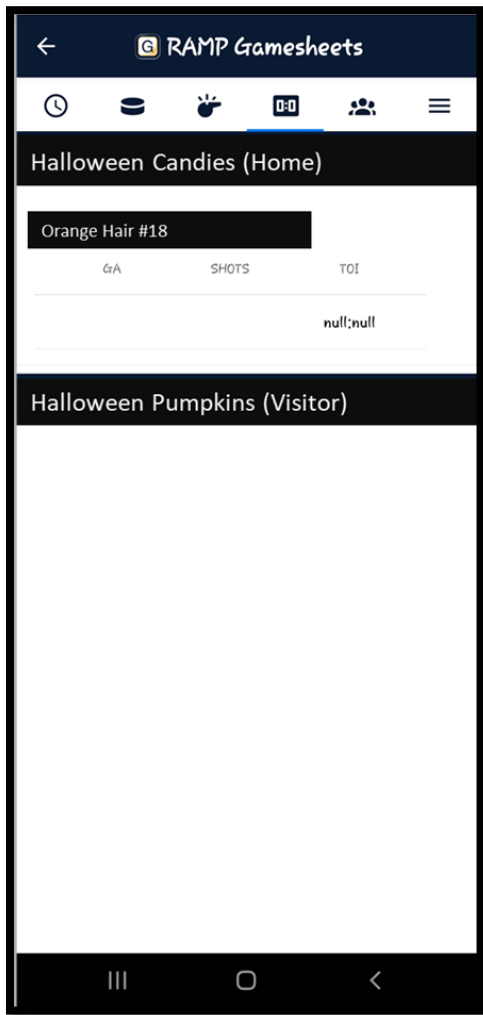 G RAMP Gamesheets
0:0
Halloween Candies (Home)
Orange Hair #18
GA SHOTS TOI
null:null
Halloween Pumpkins (Visitor)